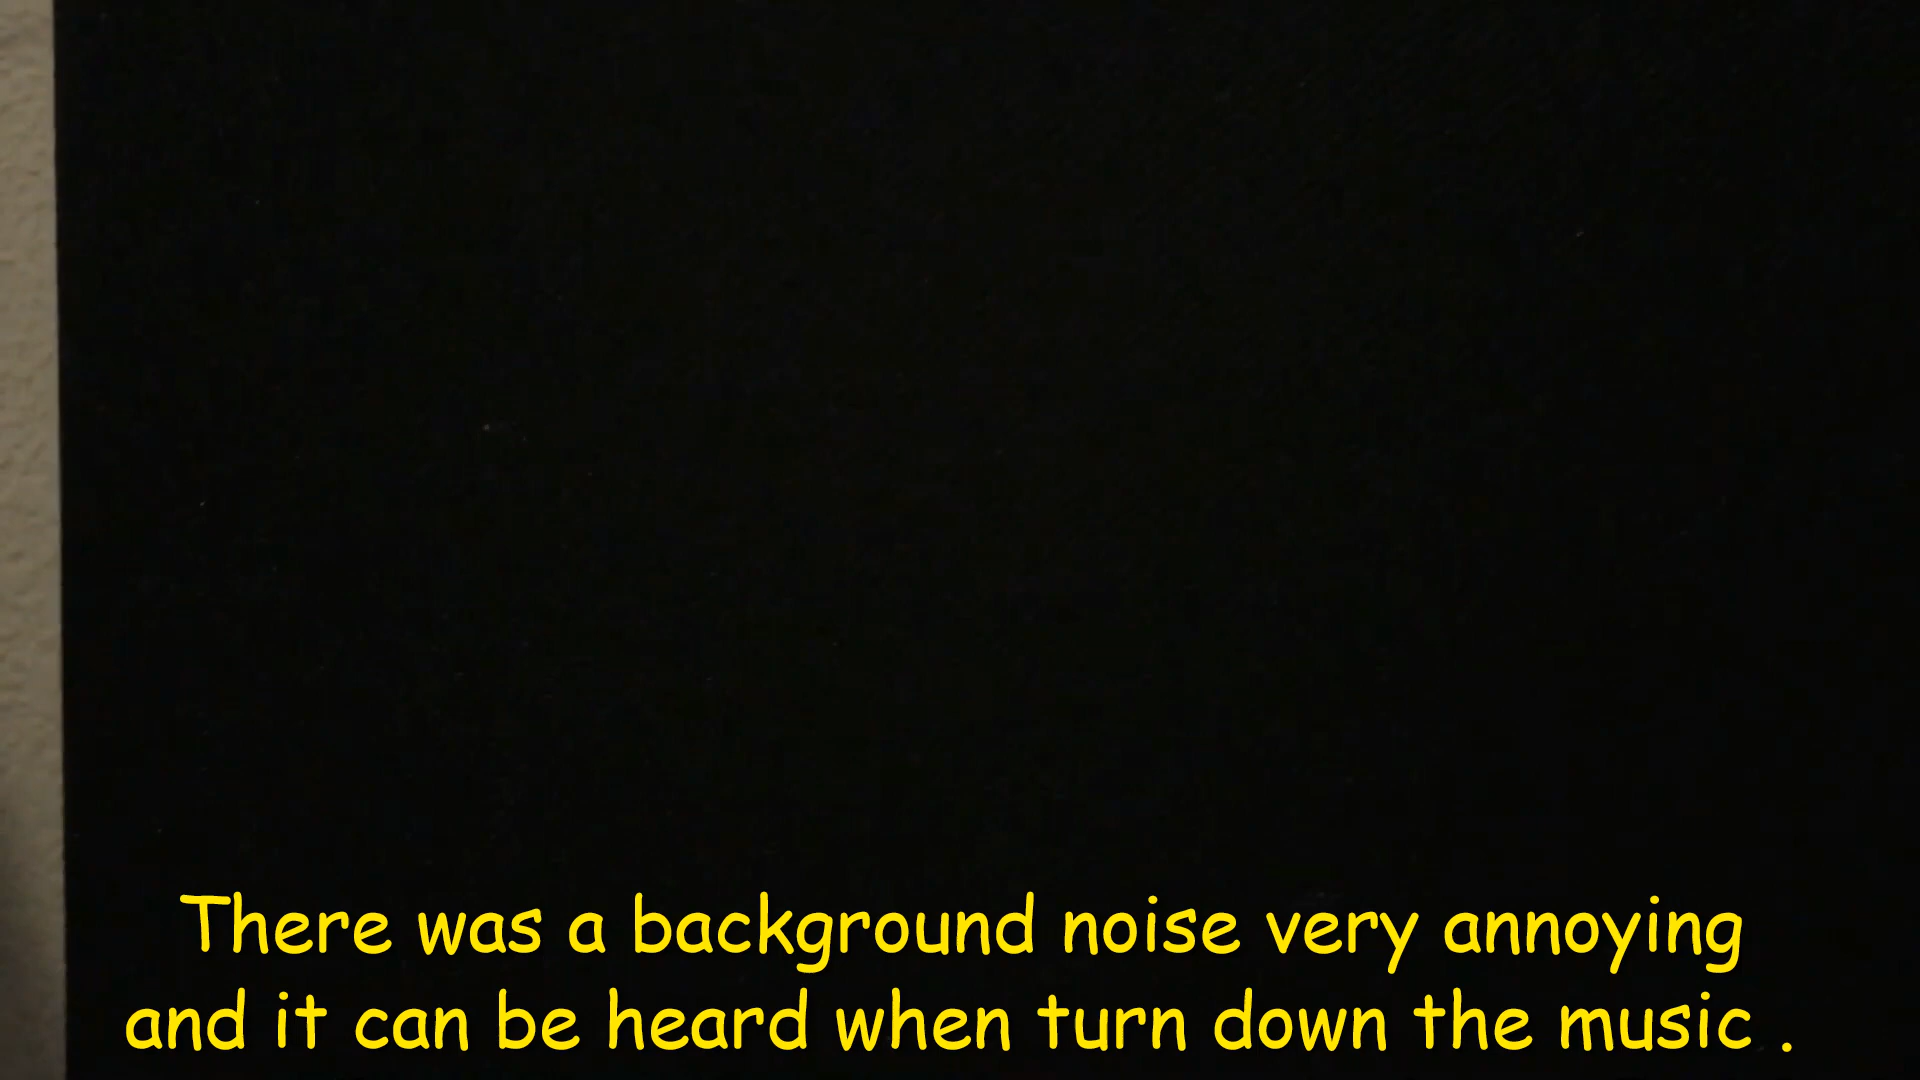 There was a background noise very annoying
and it can be heard when turn down the music .